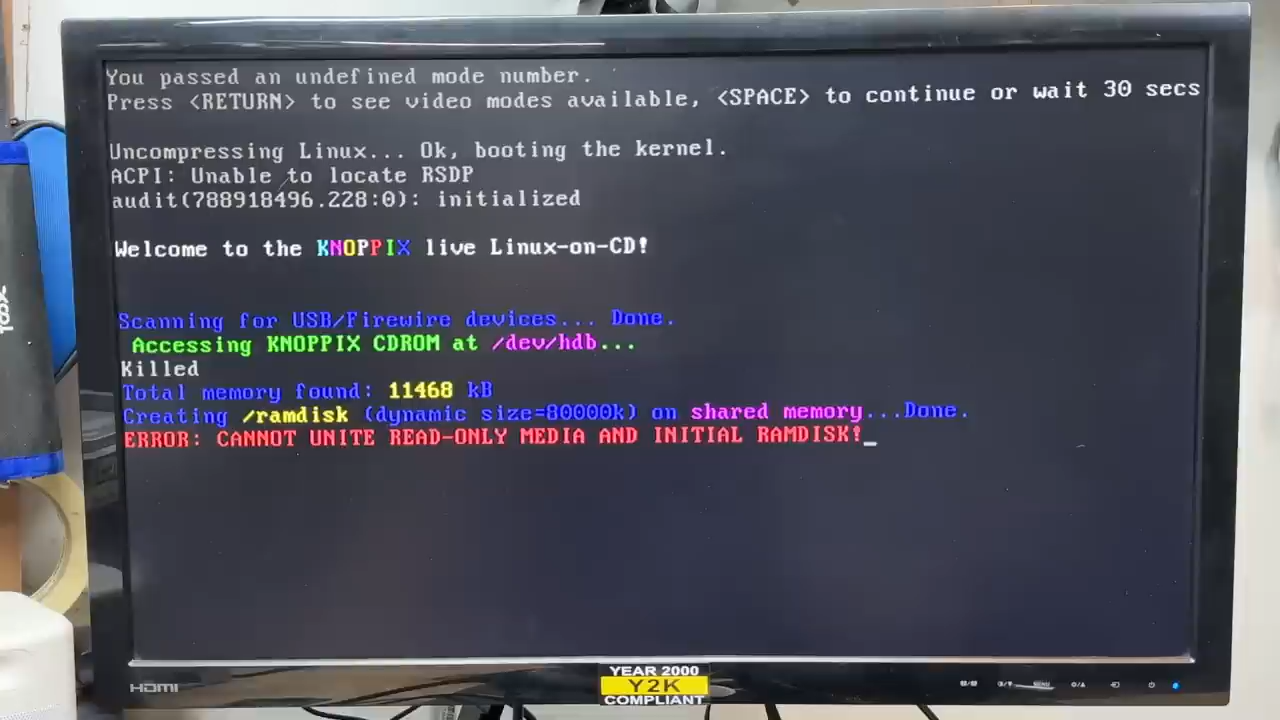 You passed an undefined mode number.
Press <RETURN> to see video modes available, <SPACE> to continue or wait 30 secs
Uncompressing Linux... Ok, booting the kernel.
ACPI: Unable to locate RSDP
audit(788918496.228:0): initialized
Welcome to the KNOPPIX live Linux-on-CD!
Scanning for USB/Firewire devices... Done.
Accessing KNOPPIX CDROM at /dev/hdb...
Killed
Total memory found: 11468 kB
Creating /ramdisk (dynamic size=80000k) on shared memory...Done.
ERROR: CANNOT UNITE READ-ONLY MEDIA AND INITIAL RAMDISK!_
HDMI
YEAR 2000
Y2K
COMPLIANT
MENU